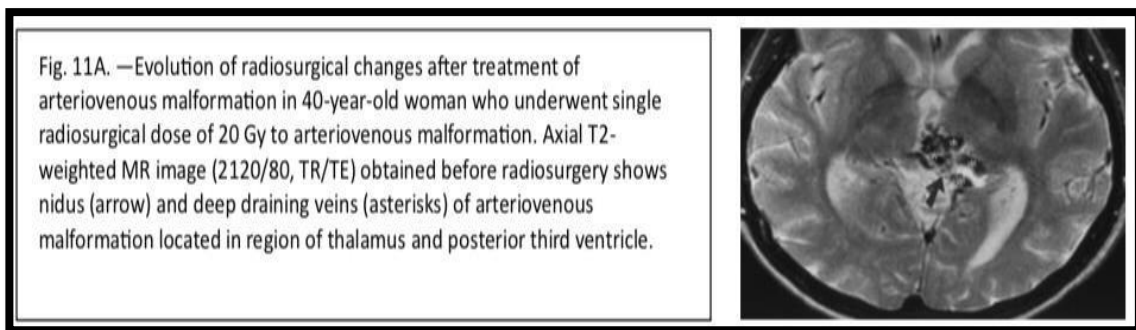 Fig. 11A. —Evolution of radiosurgical changes after treatment of
arteriovenous malformation in 40-year-old woman who underwent single
radiosurgical dose of 20 Gy to arteriovenous malformation. Axial T2-
weighted MR image (2120/80, TR/TE) obtained before radiosurgery shows
nidus (arrow) and deep draining veins (asterisks) of arteriovenous
malformation located in region of thalamus and posterior third ventricle.